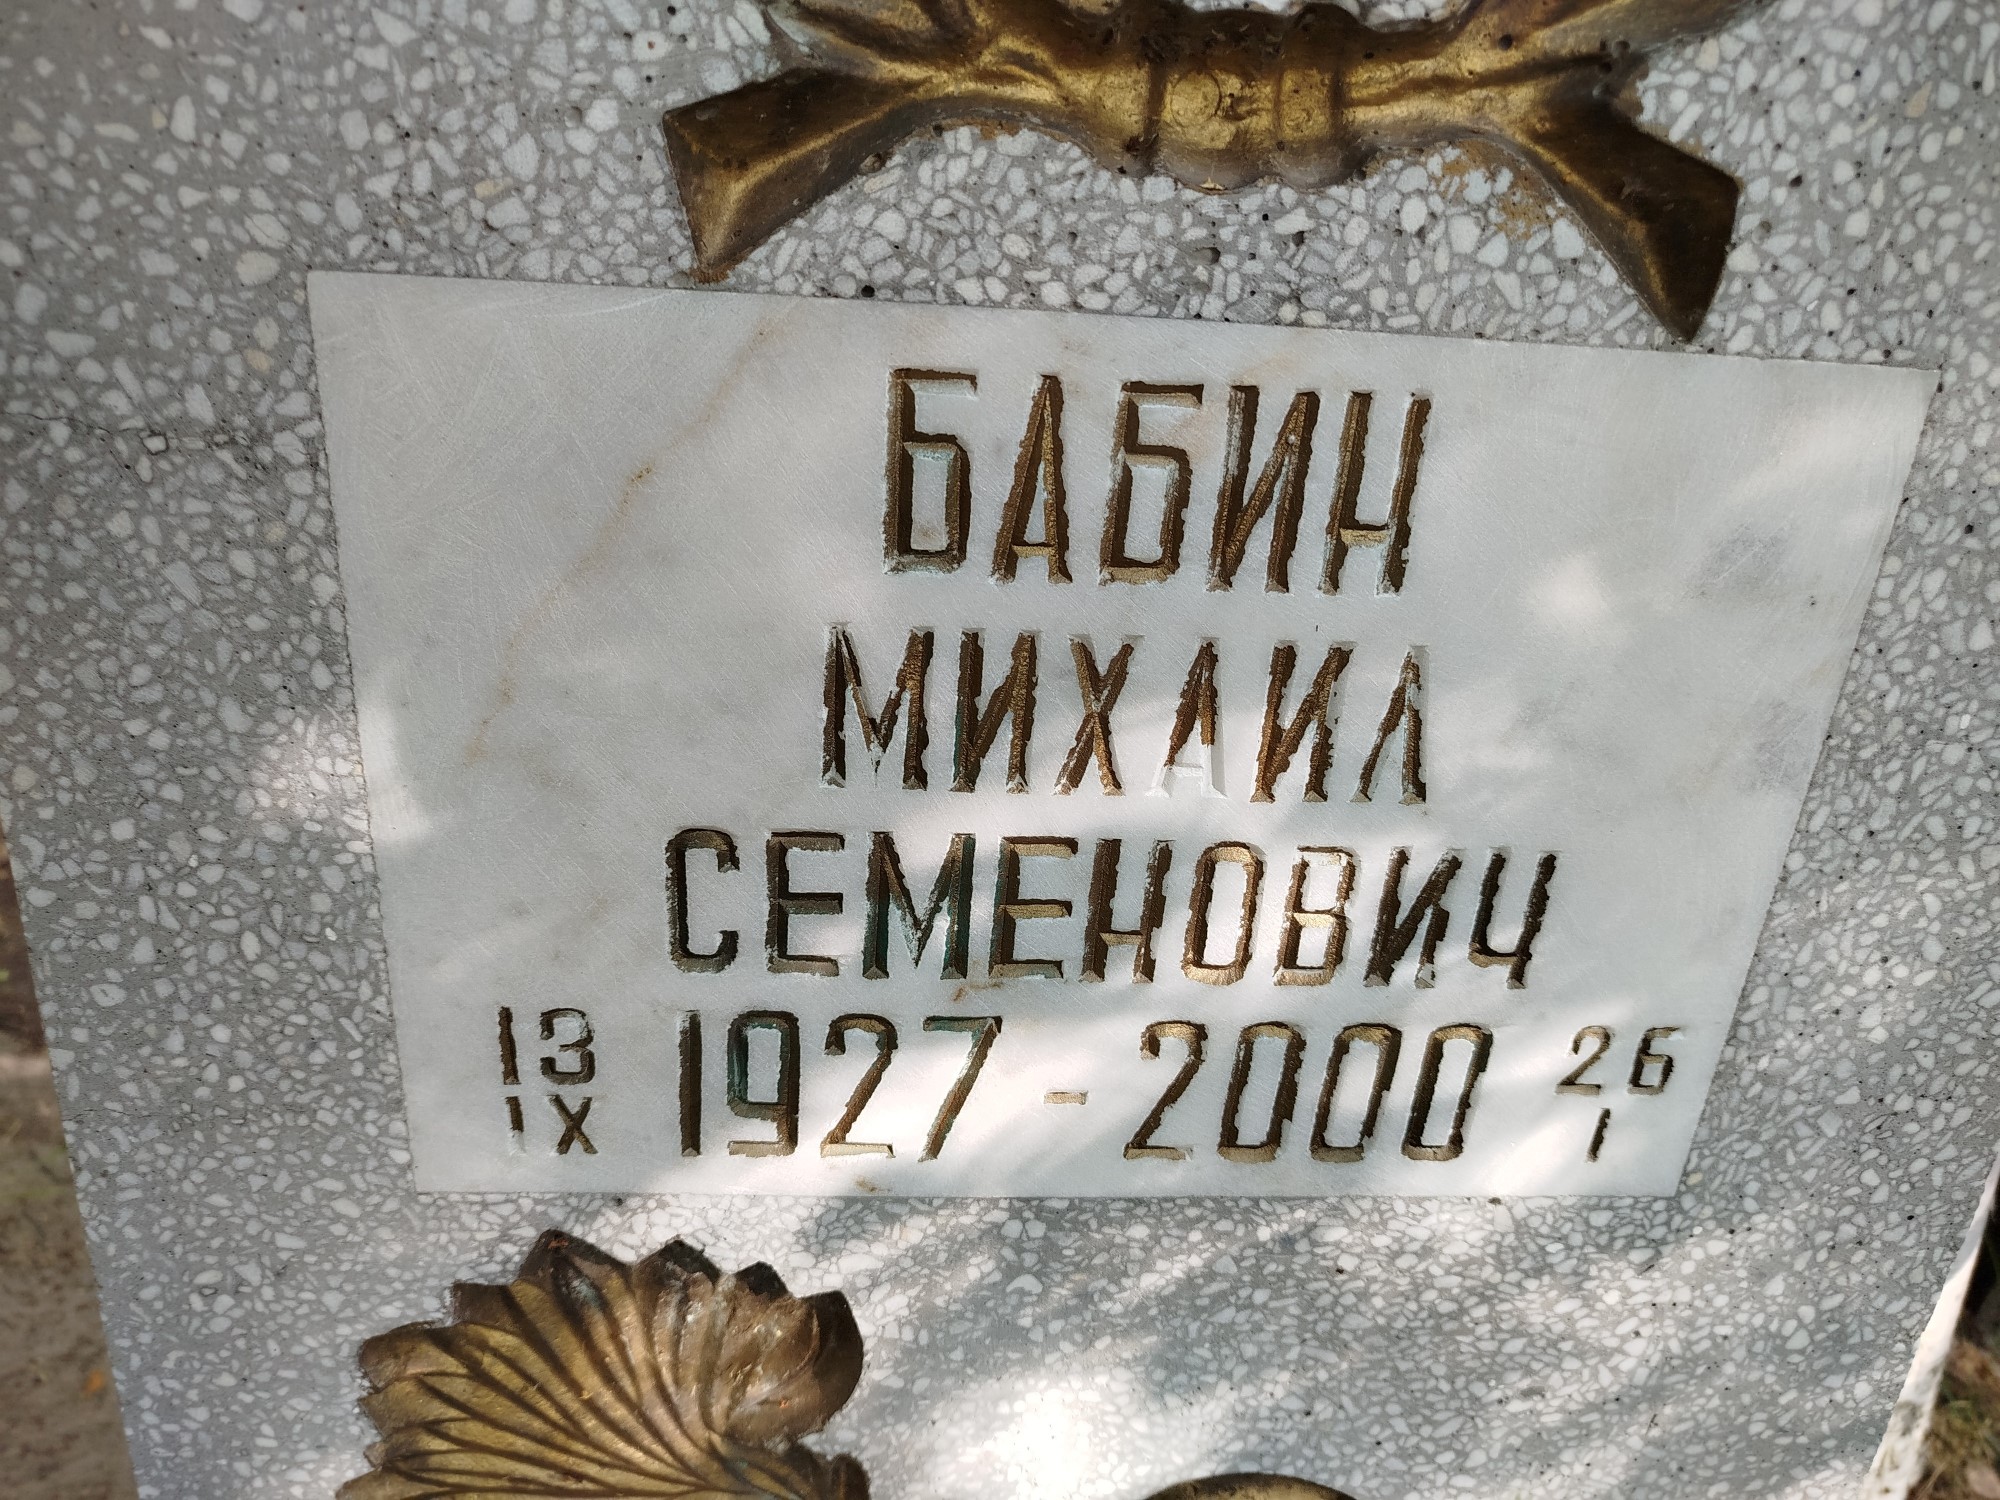 БАБИН
МИХАИЛ
СЕМЕНОВИЧ
13 IX 1927 - 2000 26 I